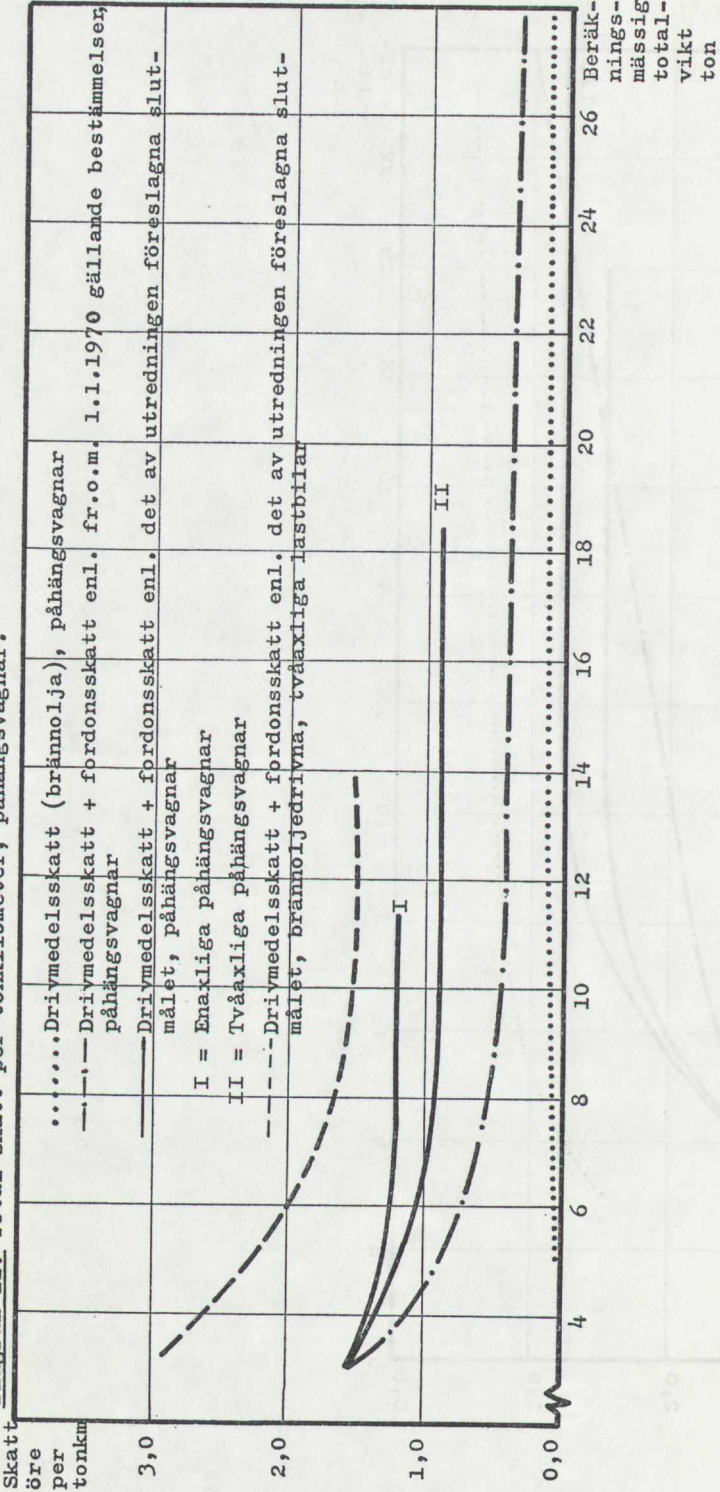 Total skatt per tonkilometer, påhängsvagnar.
Skatt
öre
per
tonkm
Drivmedelsskatt (brännolja), påhängsvagnar
Drivmedelsskatt + fordonsskatt enl. fr.o.m. 1.1.1970 gällande bestämmelser,
påhängsvagnar
Drivmedelsskatt + fordonsskatt enl. det av utredningen föreslagna slut-
målet, påhängsvagnar
I = Enaxliga påhängsvagnar
II = Tvåaxliga påhängsvagnar
Drivmedelsskatt + fordonsskatt enl. det av utredningen föreslagna slut-
målet, brännoljedrivna, tvåaxliga lastbilar
3,0
2,0
1,0
0,0
I
II
4 6 8 10 12 14 16 18 20 22 24 26
Beräk-
nings-
mässig
total-
vikt
ton